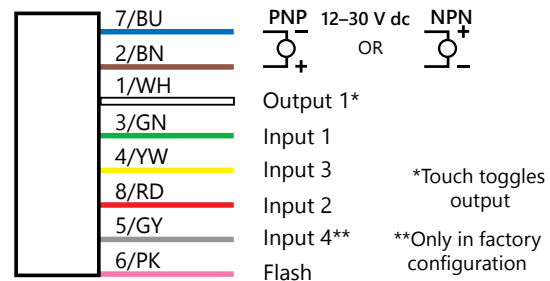 7/BU
PNP 12–30 V dc NPN
– +
2/BN
OR
+ –
1/WH
Output 1*
3/GN
Input 1
4/YW
Input 3
*Touch toggles
output
8/RD
Input 2
5/GY
Input 4**
**Only in factory
configuration
6/PK
Flash